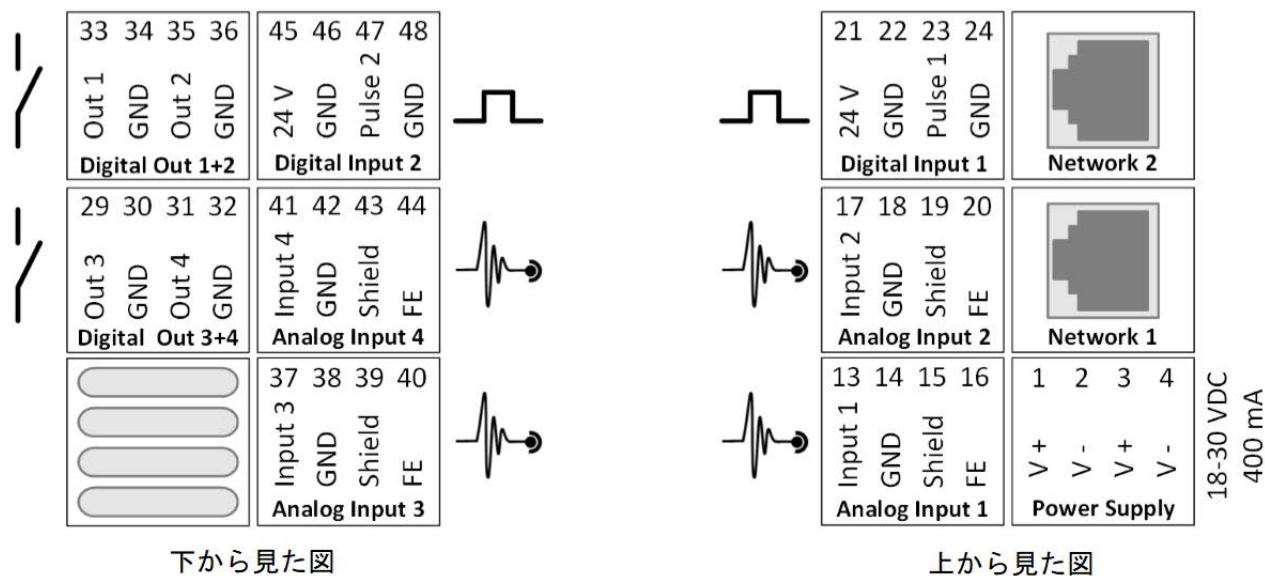 33 34 35 36
Out 1 GND Out 2 GND
Digital Out 1+2
45 46 47 48
24 V GND Pulse 2 GND
Digital Input 2
29 30 31 32
Out 3 GND Out 4 GND
Digital Out 3+4
41 42 43 44
Input 4 GND Shield FE
Analog Input 4
37 38 39 40
Input 3 GND Shield FE
Analog Input 3
下から見た図
21 22 23 24
24 V GND Pulse 1 GND
Digital Input 1
Network 2
17 18 19 20
Input 2 GND Shield FE
Analog Input 2
Network 1
13 14 15 16
Input 1 GND Shield FE
Analog Input 1
1 2 3 4
V + V - V + V -
Power Supply
18-30 VDC
400 mA
上から見た図